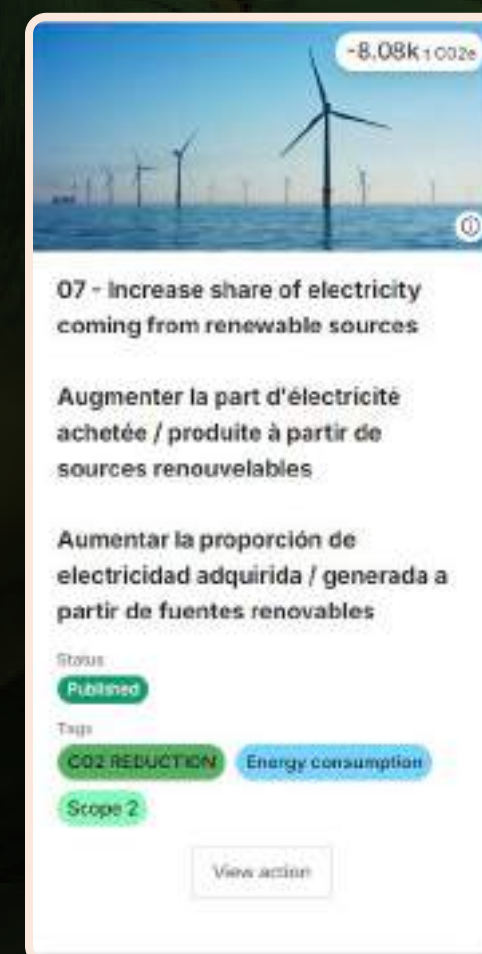 -8.08k t CO2e
07 - Increase share of electricity
coming from renewable sources
Augmenter la part d'électricité
achetée / produite à partir de
sources renouvelables
Aumentar la proporción de
electricidad adquirida / generada a
partir de fuentes renovables
Status
Published
Tags
CO2 REDUCTION Energy consumption
Scope 2
View action